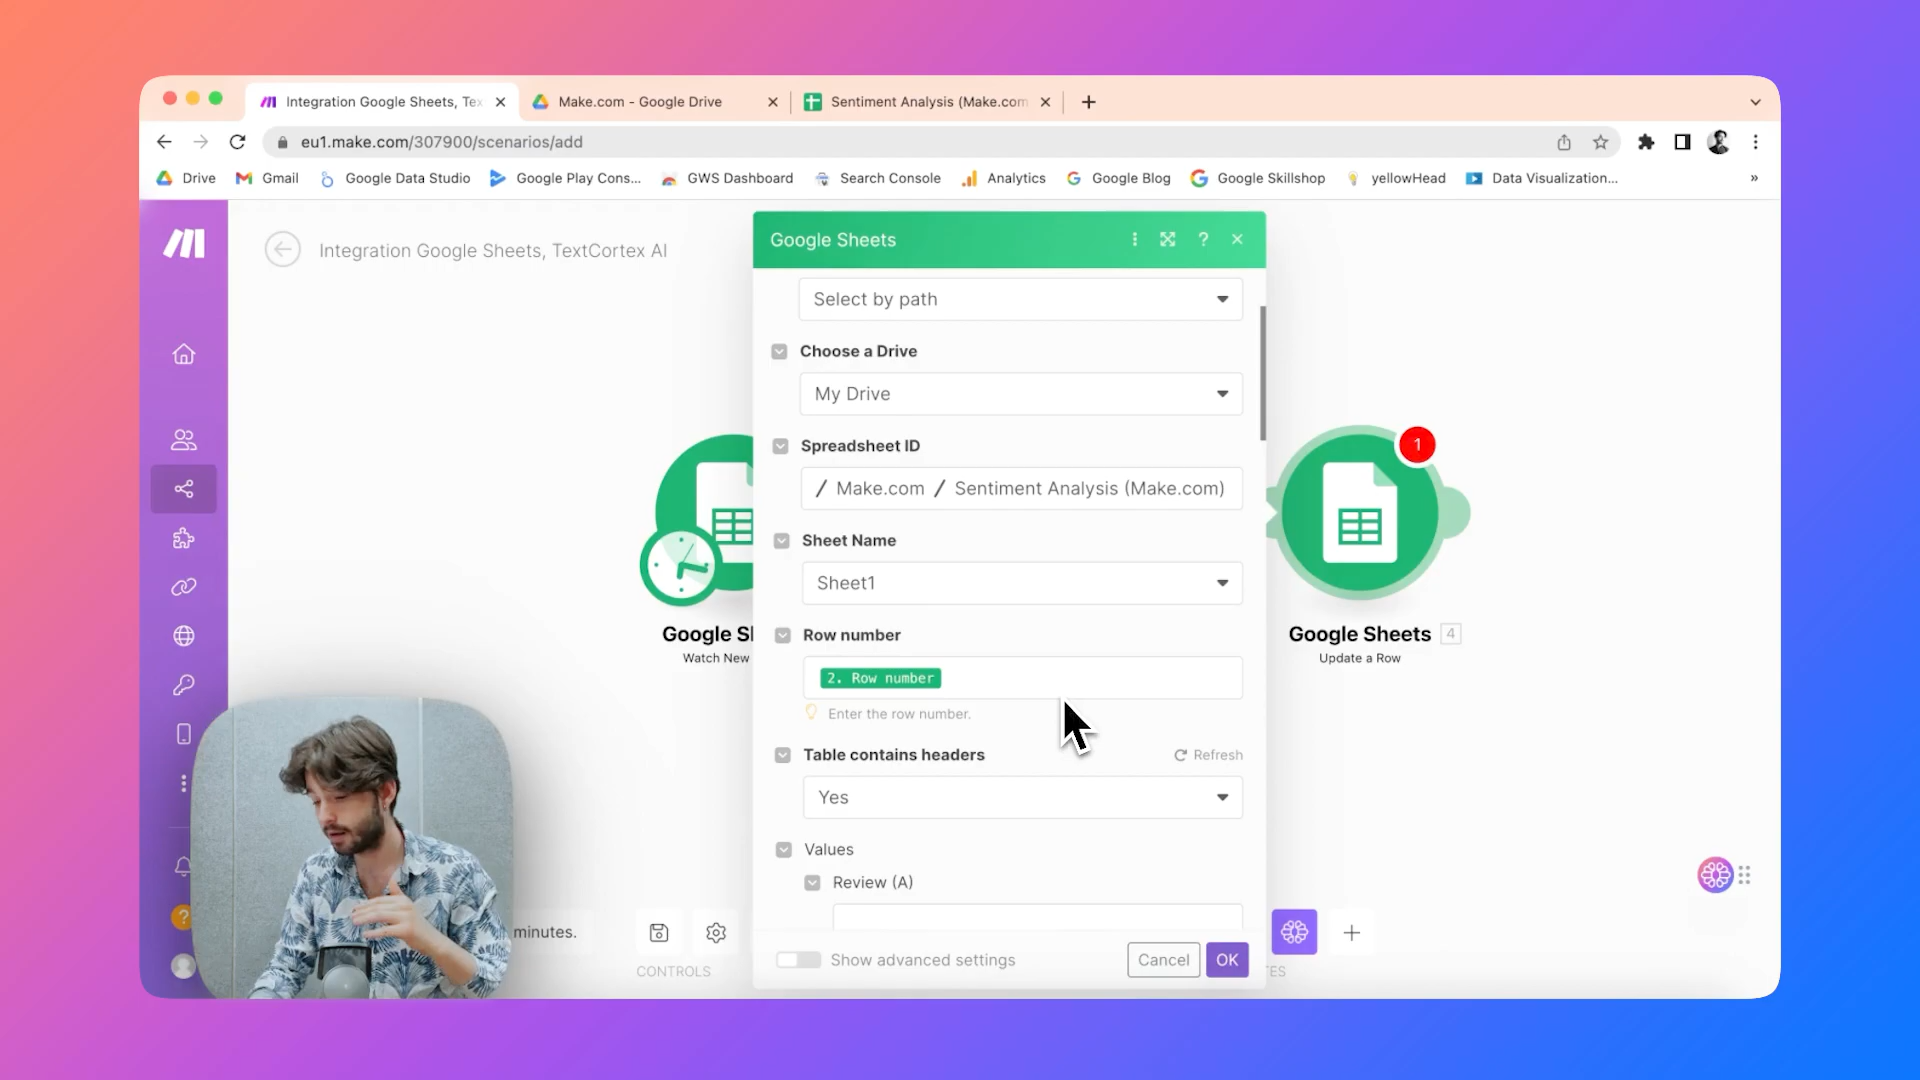 Integration Google Sheets, Tex
Make.com - Google Drive
Sentiment Analysis (Make.com
eu1.make.com/307900/scenarios/add
Drive
Gmail
Google Data Studio
Google Play Cons...
GWS Dashboard
Search Console
Analytics
Google Blog
Google Skillshop
yellowHead
Data Visualization...
»
Integration Google Sheets, TextCortex AI
Google Sheets
?
Select by path
Choose a Drive
My Drive
Spreadsheet ID
/ Make.com / Sentiment Analysis (Make.com)
Sheet Name
Sheet1
Row number
2. Row number
Enter the row number.
Table contains headers
Refresh
Yes
Values
Review (A)
Show advanced settings
Cancel
OK
Google Sl
Watch New
1
Google Sheets 4
Update a Row
?
minutes.
CONTROLS
ES